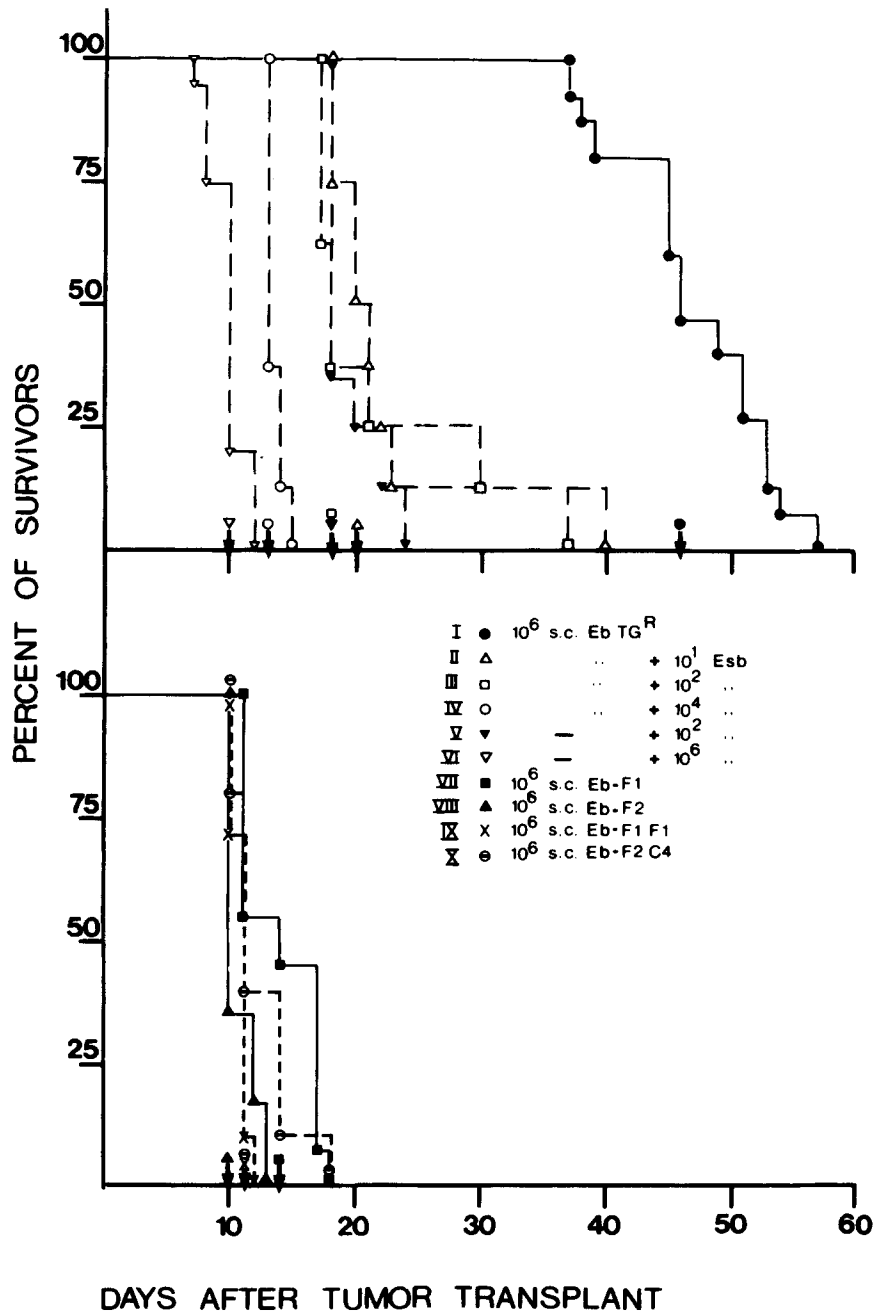 PERCENT OF SURVIVORS
100
75
50
25
I ● 10⁶ s.c. Eb TGᴿ
II △ ,, + 10¹ Esb
III □ ,, + 10² ,,
IV ○ ,, + 10⁴ ,,
V ▼ — + 10² ,,
VI ▽ — + 10⁶ ,,
VII ■ 10⁶ s.c. Eb-F1
VIII ▲ 10⁶ s.c. Eb-F2
IX X 10⁶ s.c. Eb-F1 F1
X ⊖ 10⁶ s.c. Eb-F2 C4
100
75
50
25
10 20 30 40 50 60
DAYS AFTER TUMOR TRANSPLANT